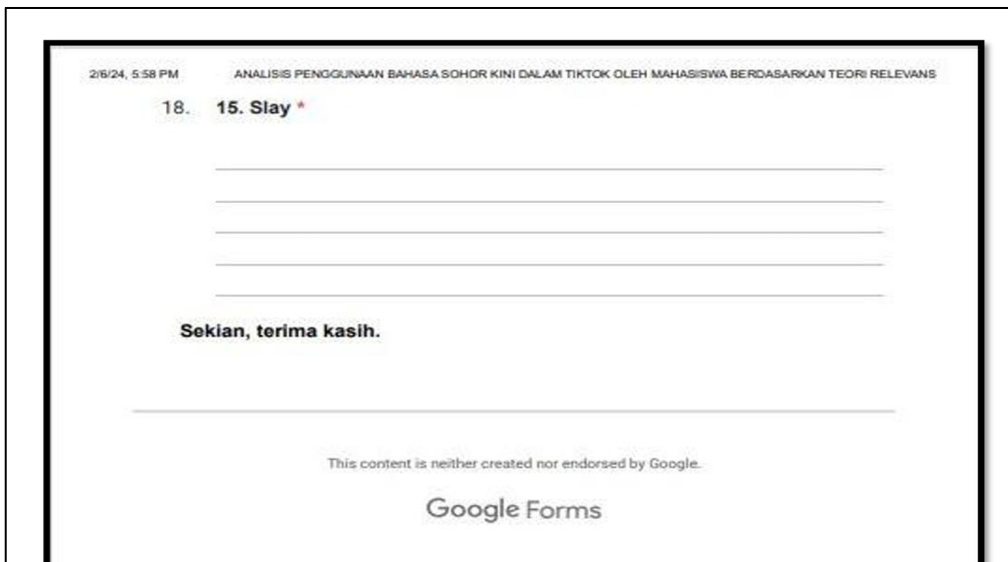 2/6/24, 5:58 PM ANALISIS PENGGUNAAN BAHASA SOHOR KINI DALAM TIKTOK OLEH MAHASISWA BERDASARKAN TEORI RELEVANS
18. 15. Slay *
Sekian, terima kasih.
This content is neither created nor endorsed by Google.
Google Forms